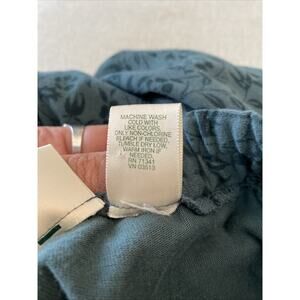 MACHINE WASH
COLD WITH
LIKE COLORS,
ONLY NON-CHLORINE
BLEACH IF NEEDED,
TUMBLE DRY LOW,
WARM IRON IF
NEEDED.
RN 71341
VN 03513